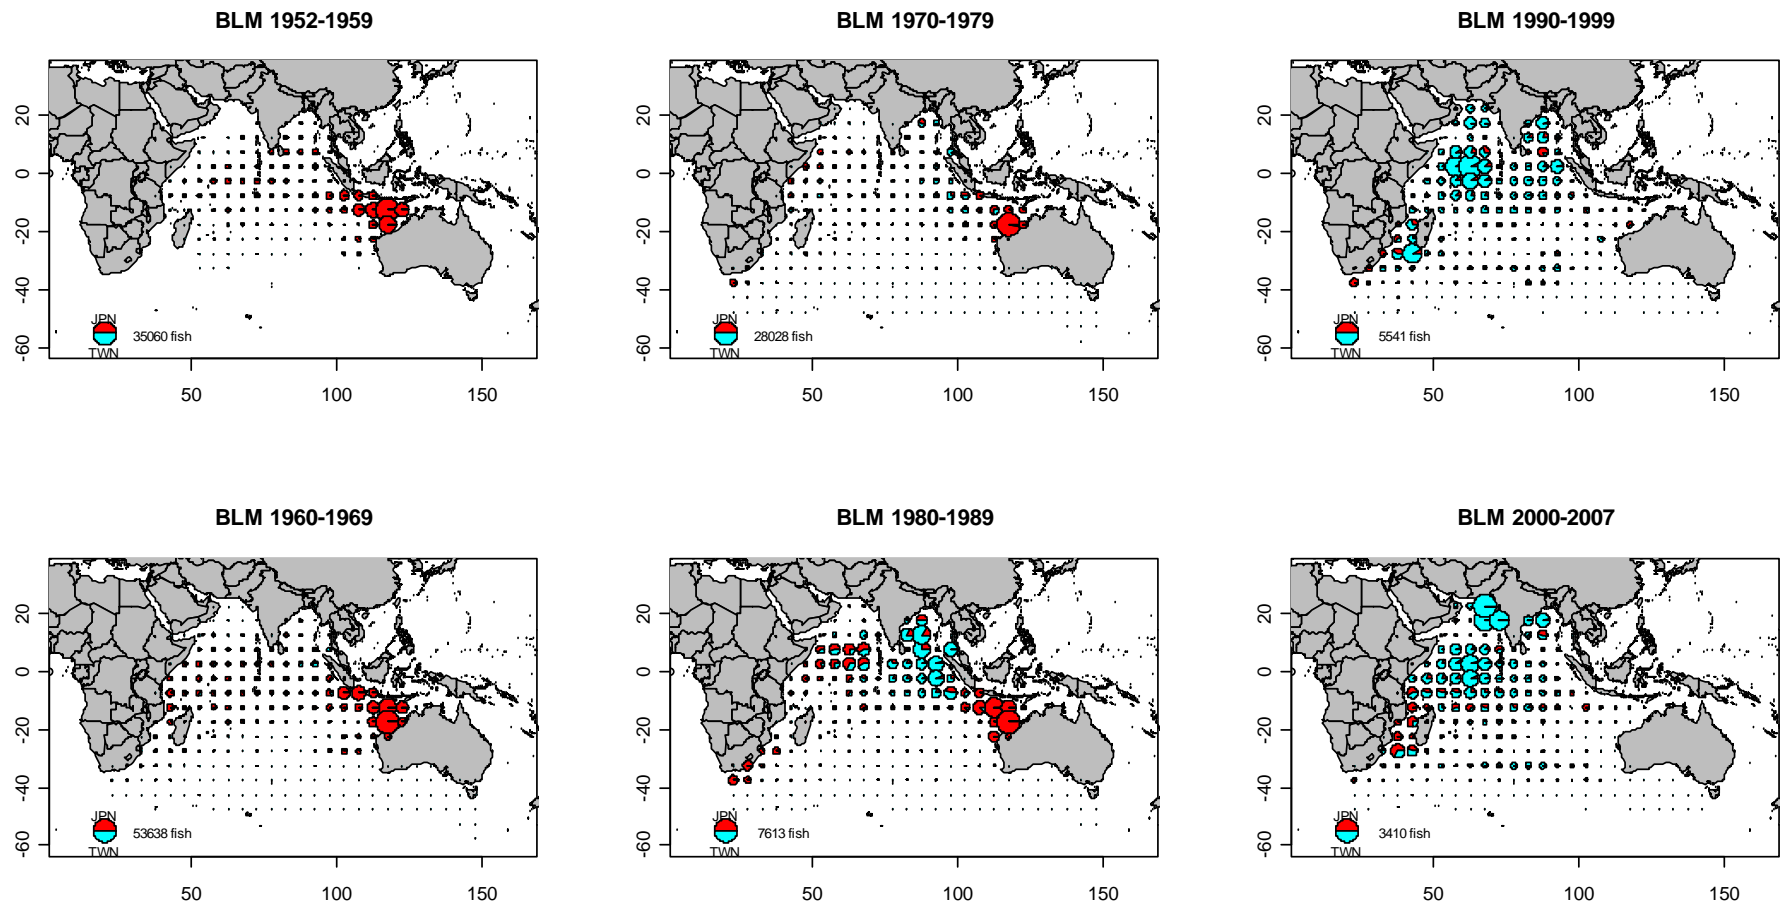 BLM 1952-1959
BLM 1970-1979
BLM 1990-1999
20
0
-20
-40
-60
JPN
TWN
35060 fish
50
100
150
20
0
-20
-40
-60
JPN
TWN
28028 fish
50
100
150
20
0
-20
-40
-60
JPN
TWN
5541 fish
50
100
150
BLM 1960-1969
BLM 1980-1989
BLM 2000-2007
20
0
-20
-40
-60
JPN
TWN
53638 fish
50
100
150
20
0
-20
-40
-60
JPN
TWN
7613 fish
50
100
150
20
0
-20
-40
-60
JPN
TWN
3410 fish
50
100
150